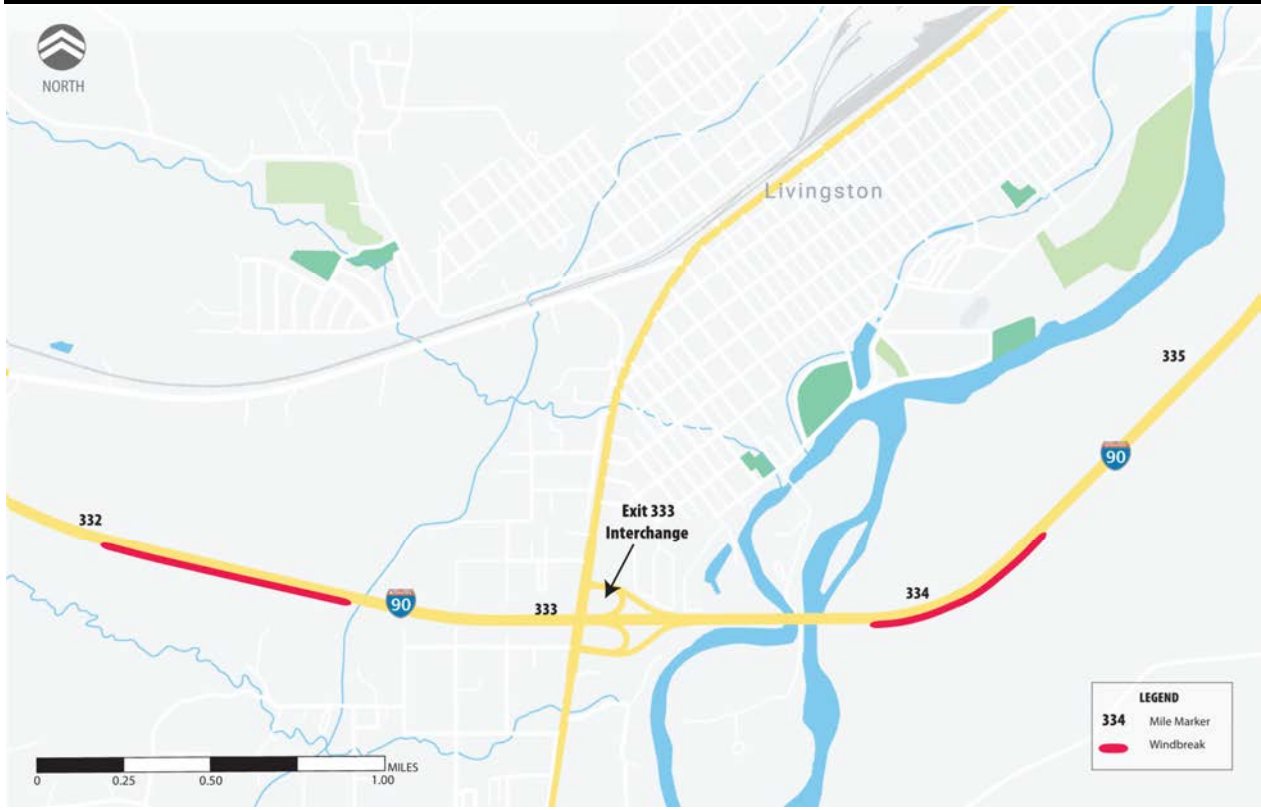 NORTH
Livingston
335
90
332
Exit 333
Interchange
90
333
334
LEGEND
334 Mile Marker
Windbreak
MILES
0 0.25 0.50 1.00